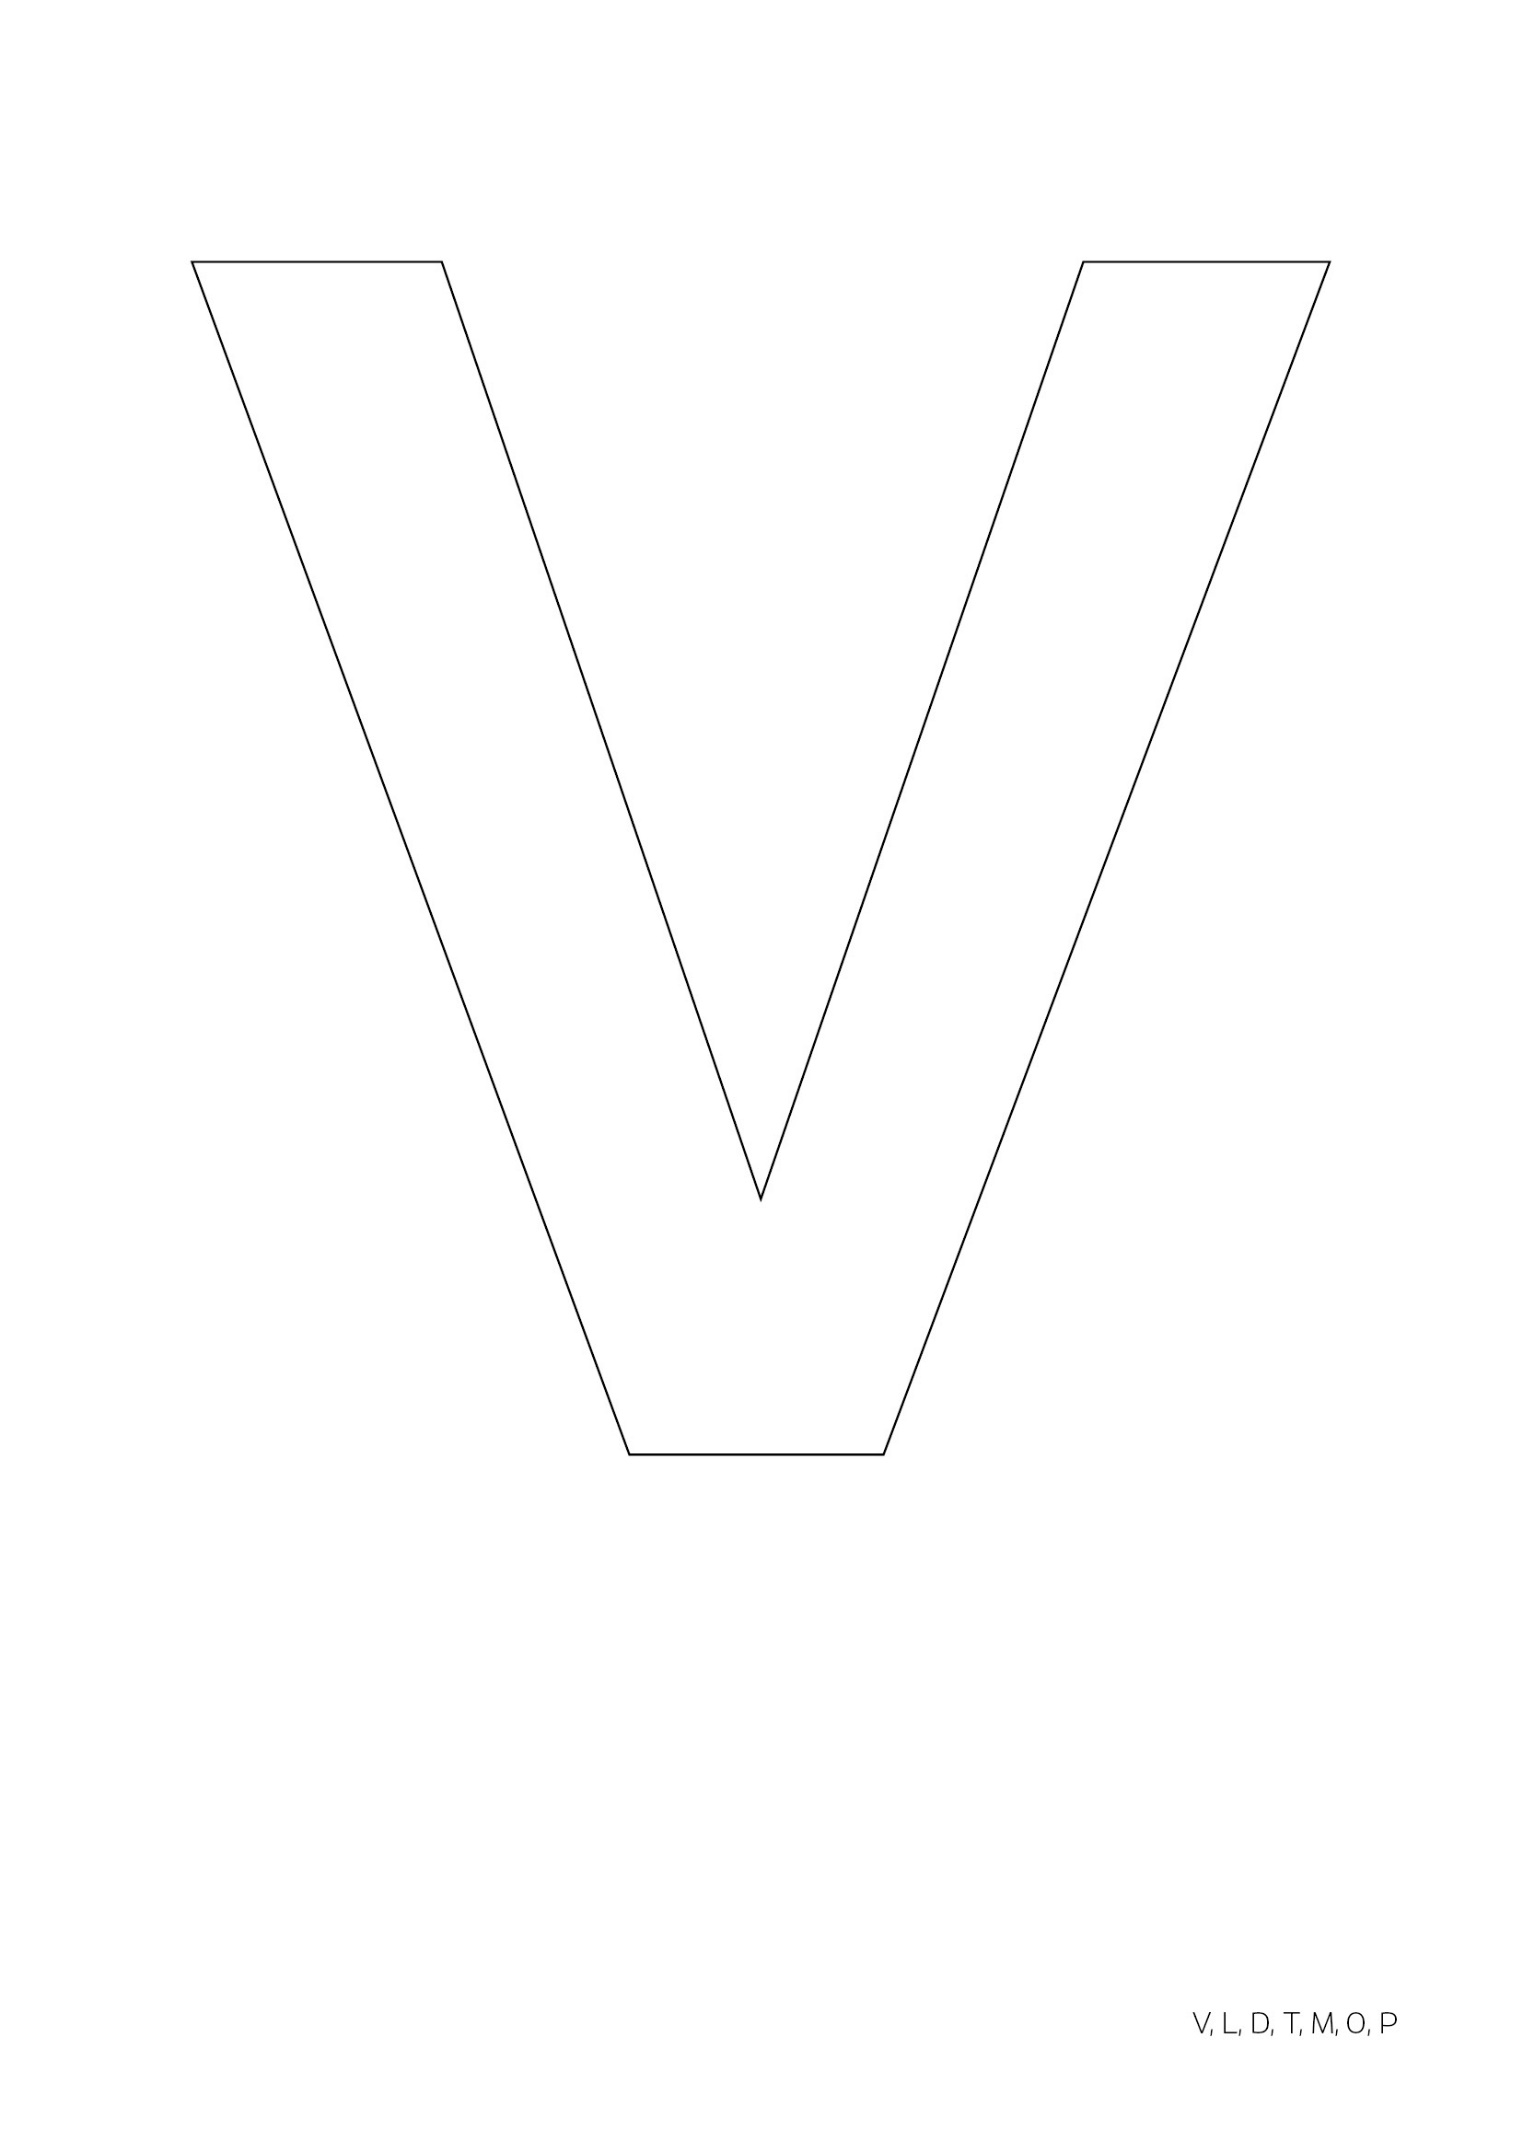 V
V, L, D, T, M, O, P